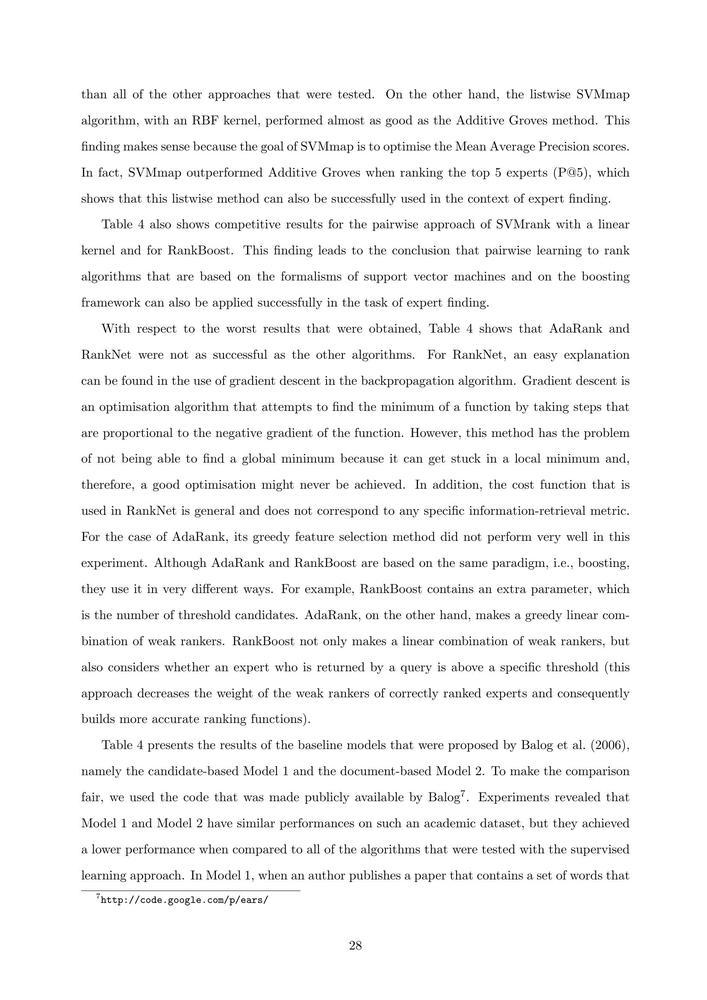 than all of the other approaches that were tested. On the other hand, the listwise SVMmap
algorithm, with an RBF kernel, performed almost as good as the Additive Groves method. This
finding makes sense because the goal of SVMmap is to optimise the Mean Average Precision scores.
In fact, SVMmap outperformed Additive Groves when ranking the top 5 experts (P@5), which
shows that this listwise method can also be successfully used in the context of expert finding.
Table 4 also shows competitive results for the pairwise approach of SVMrank with a linear
kernel and for RankBoost. This finding leads to the conclusion that pairwise learning to rank
algorithms that are based on the formalisms of support vector machines and on the boosting
framework can also be applied successfully in the task of expert finding.
With respect to the worst results that were obtained, Table 4 shows that AdaRank and
RankNet were not as successful as the other algorithms. For RankNet, an easy explanation
can be found in the use of gradient descent in the backpropagation algorithm. Gradient descent is
an optimisation algorithm that attempts to find the minimum of a function by taking steps that
are proportional to the negative gradient of the function. However, this method has the problem
of not being able to find a global minimum because it can get stuck in a local minimum and,
therefore, a good optimisation might never be achieved. In addition, the cost function that is
used in RankNet is general and does not correspond to any specific information-retrieval metric.
For the case of AdaRank, its greedy feature selection method did not perform very well in this
experiment. Although AdaRank and RankBoost are based on the same paradigm, i.e., boosting,
they use it in very different ways. For example, RankBoost contains an extra parameter, which
is the number of threshold candidates. AdaRank, on the other hand, makes a greedy linear com-
bination of weak rankers. RankBoost not only makes a linear combination of weak rankers, but
also considers whether an expert who is returned by a query is above a specific threshold (this
approach decreases the weight of the weak rankers of correctly ranked experts and consequently
builds more accurate ranking functions).
Table 4 presents the results of the baseline models that were proposed by Balog et al. (2006),
namely the candidate-based Model 1 and the document-based Model 2. To make the comparison
fair, we used the code that was made publicly available by Balog7. Experiments revealed that
Model 1 and Model 2 have similar performances on such an academic dataset, but they achieved
a lower performance when compared to all of the algorithms that were tested with the supervised
learning approach. In Model 1, when an author publishes a paper that contains a set of words that
7http://code.google.com/p/ears/
28